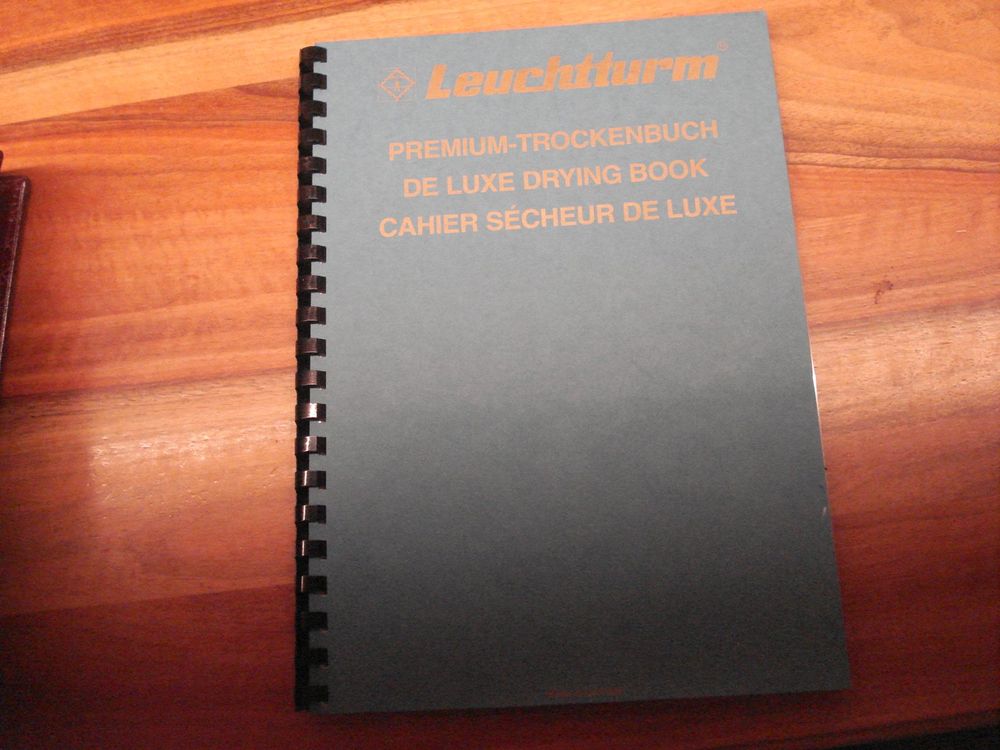 Leuchtturm®
PREMIUM-TROCKENBUCH
DE LUXE DRYING BOOK
CAHIER SÉCHEUR DE LUXE